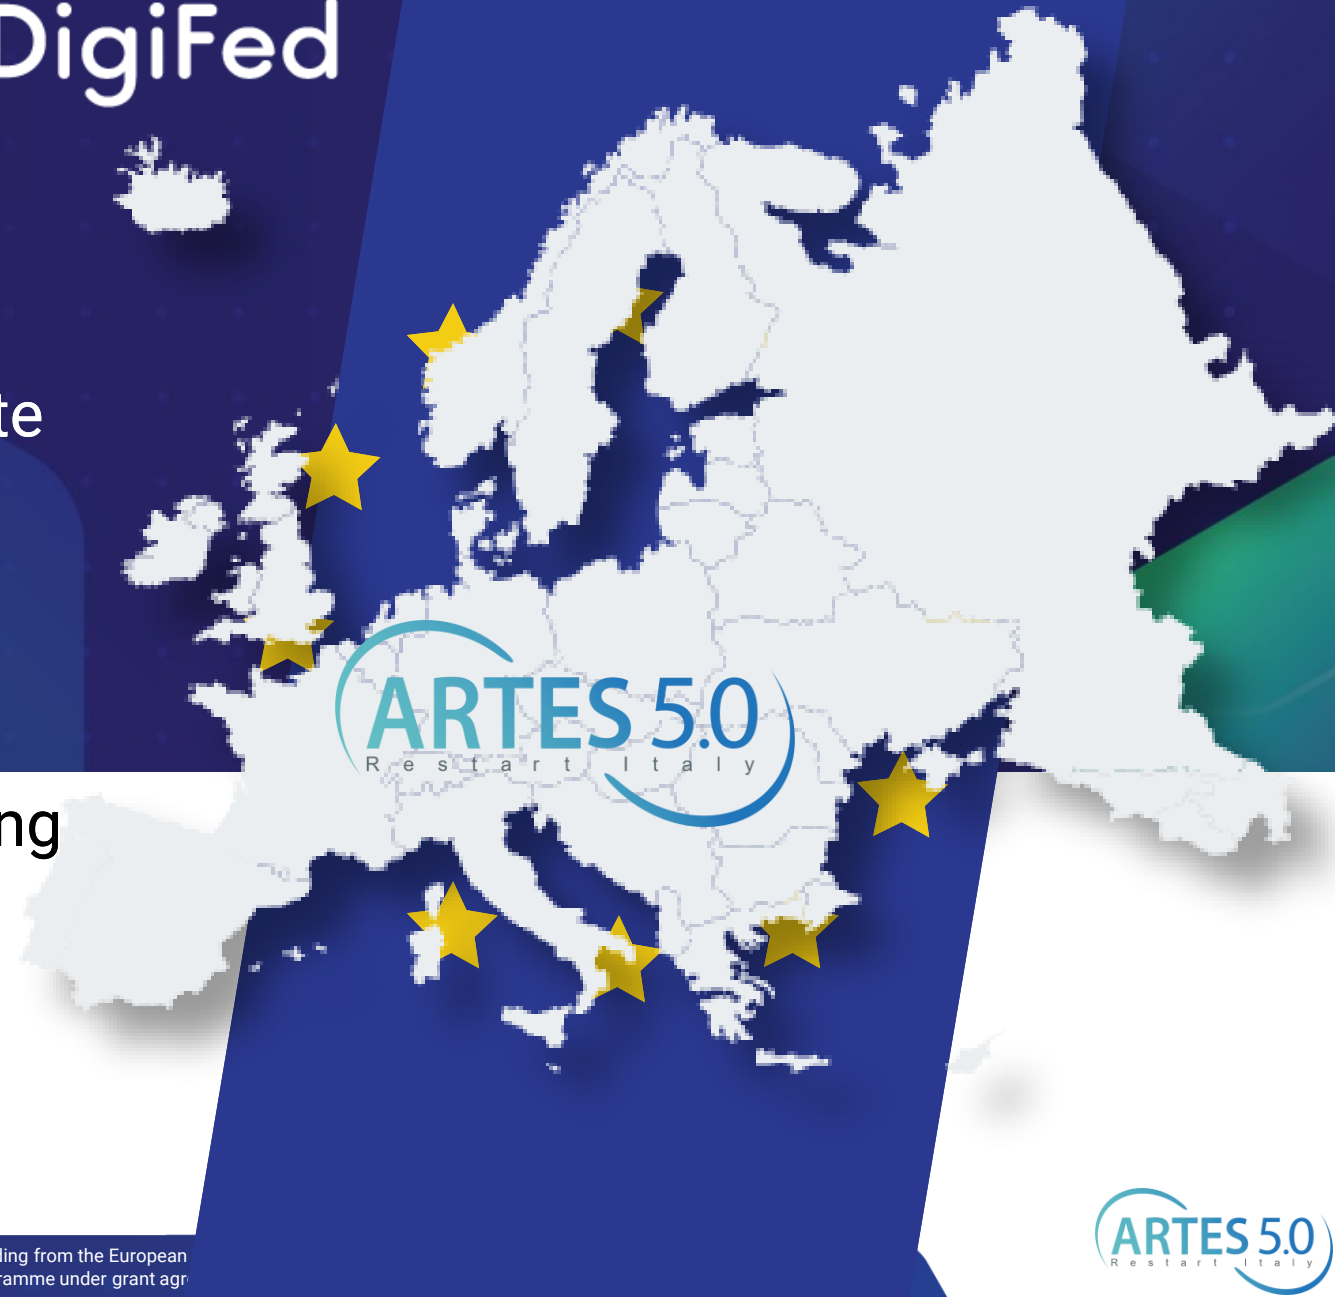 DigiFed
te
ARTES 5.0
Restart Italy
ng
ding from the European
ramme under grant agr
ARTES 5.0
Restart Italy